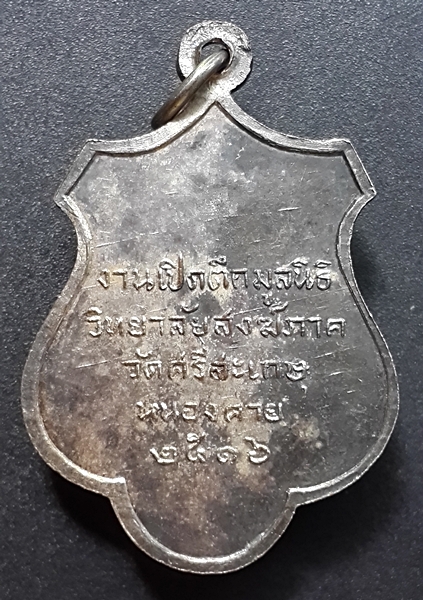 งานเปิดตึกมูลนิธิ
วิทยาลัยสงฆ์ภาค
วัดศรีสะเกษ
หนองคาย
๒๕๑๖